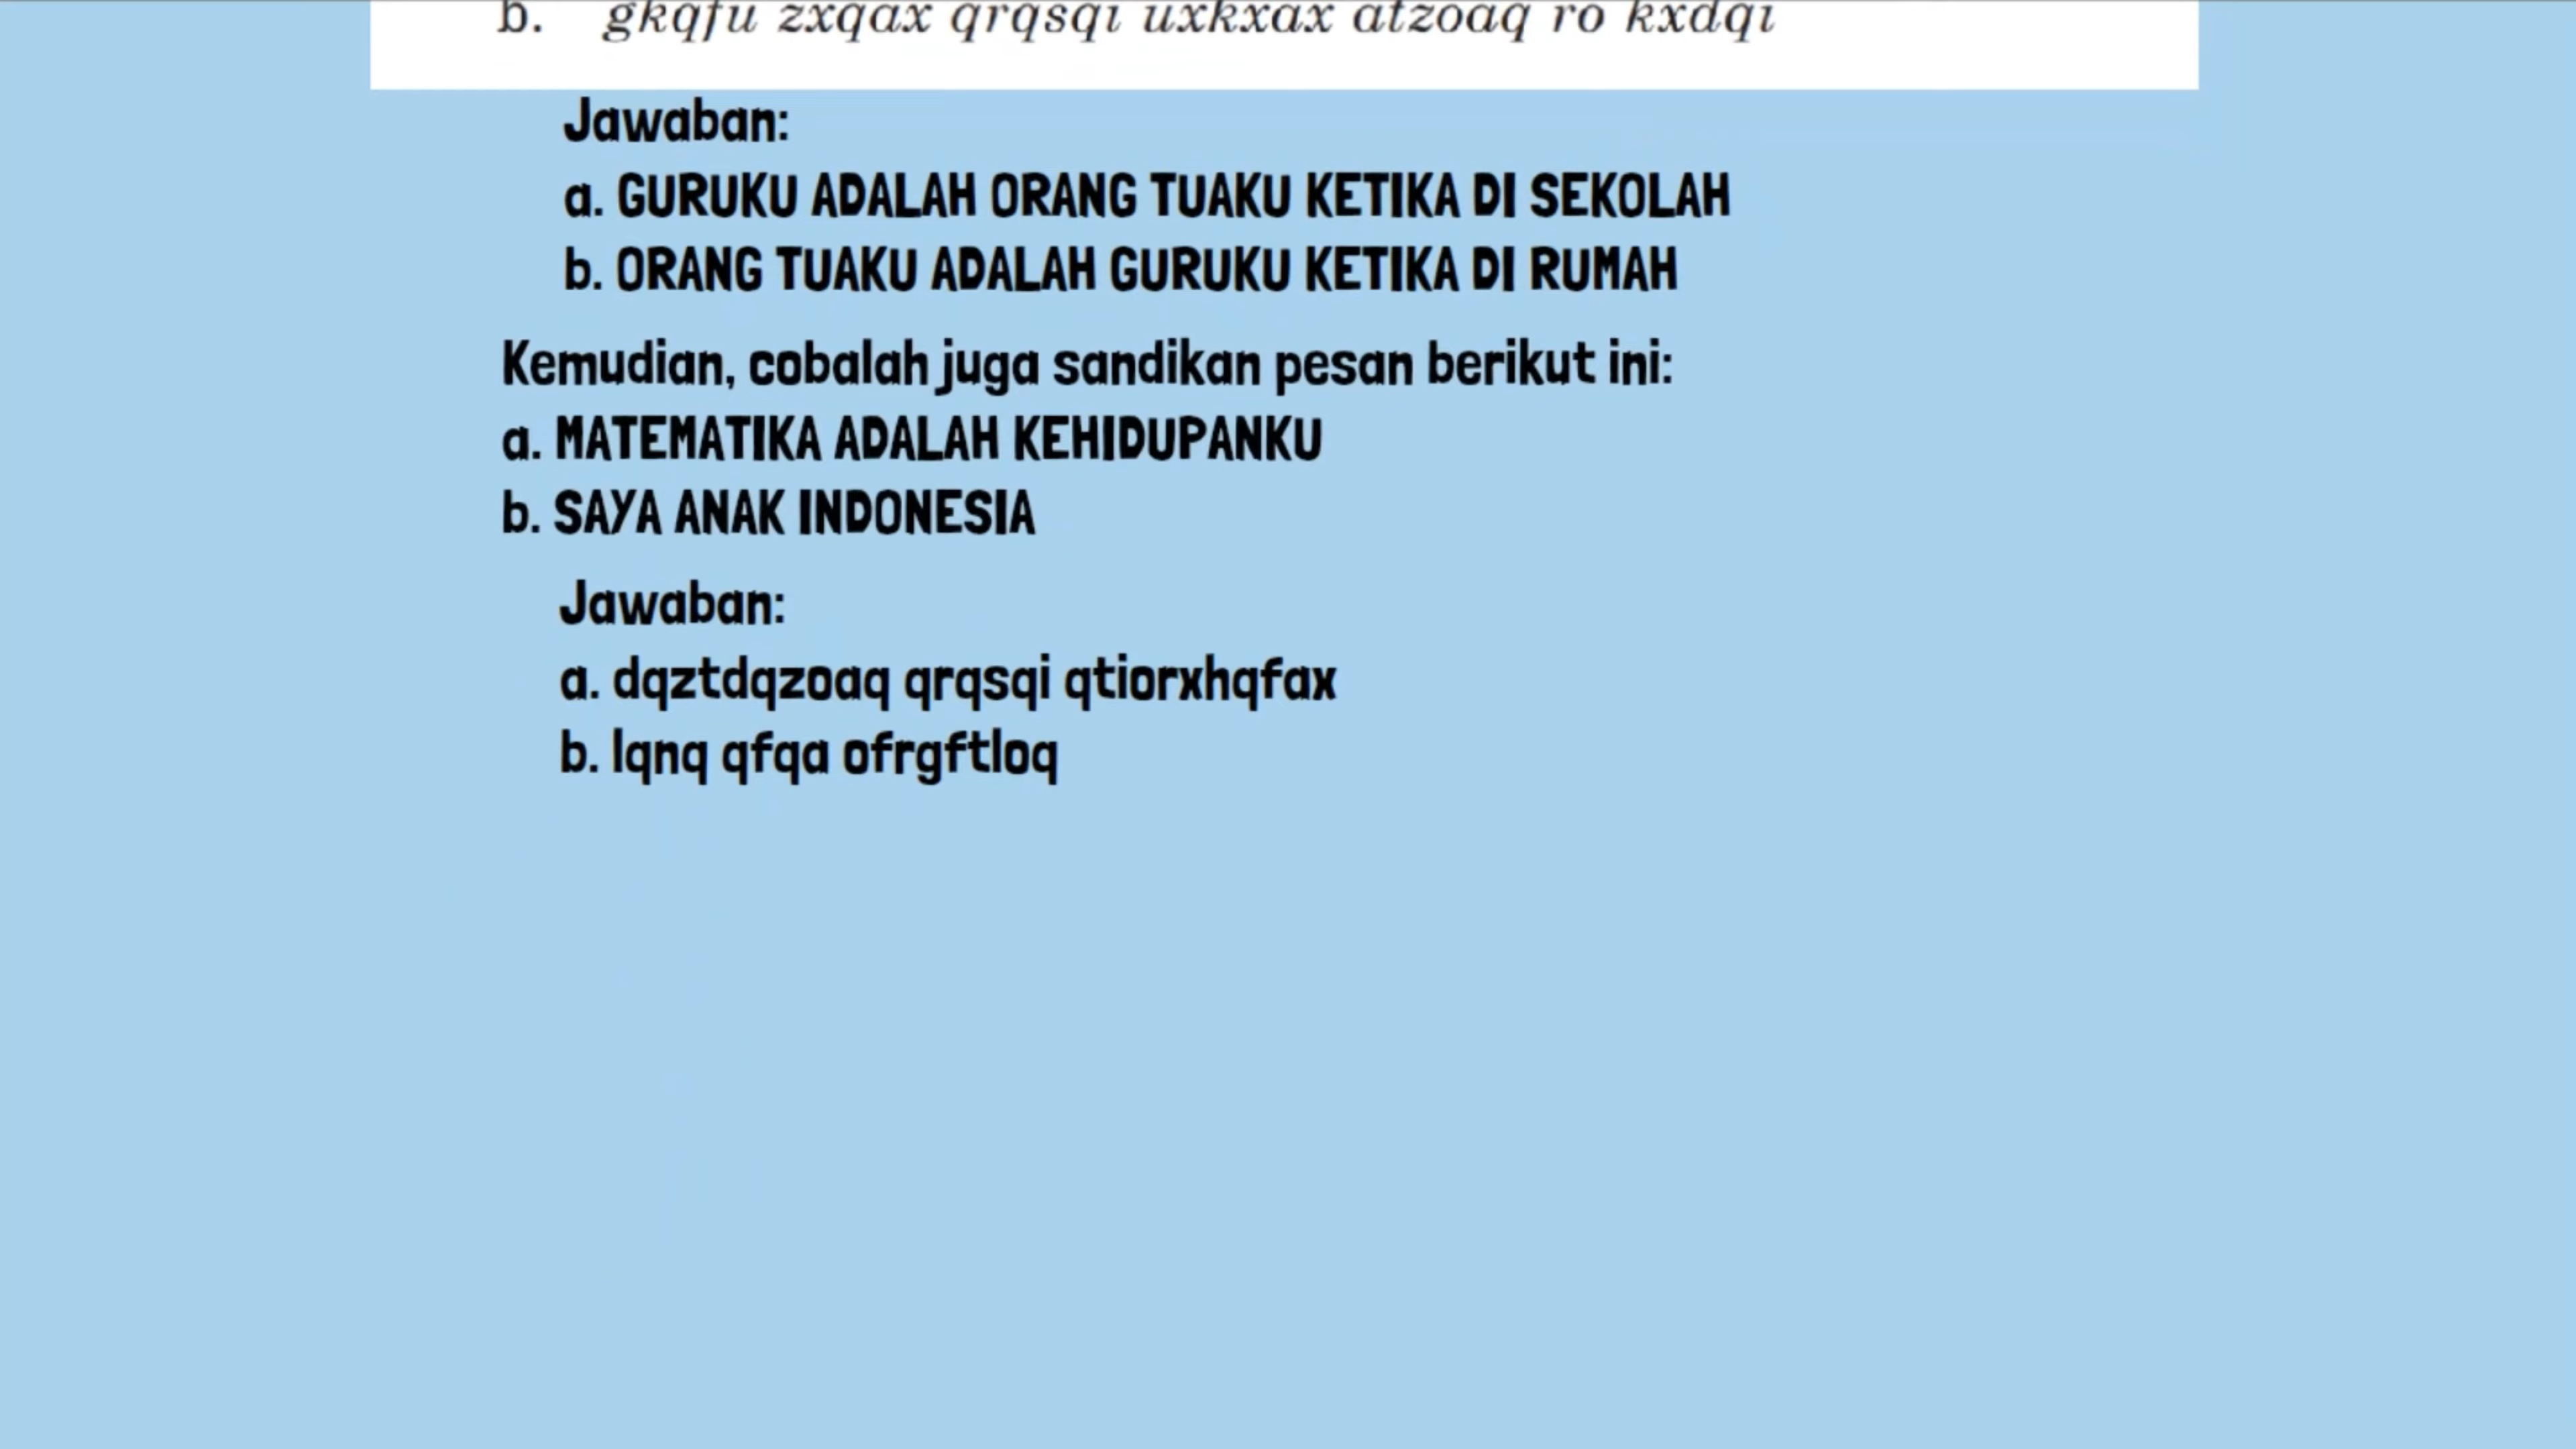 b. gkqfu zxqax qrqsqi uxkxax atzoaq ro kxdqi
Jawaban:
a. GURUKU ADALAH ORANG TUAKU KETIKA DI SEKOLAH
b. ORANG TUAKU ADALAH GURUKU KETIKA DI RUMAH
Kemudian, cobalah juga sandikan pesan berikut ini:
a. MATEMATIKA ADALAH KEHIDUPANKU
b. SAYA ANAK INDONESIA
Jawaban:
a. dqztdqzoaq qrqsqi qtiorxhqfax
b. lqnq qfqa ofrgftloq